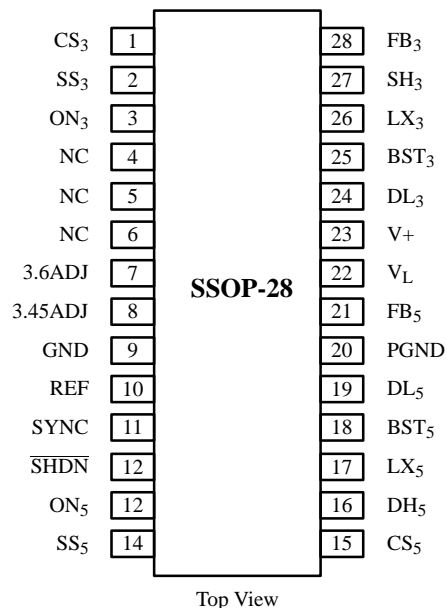 CS3 1 28 FB3
SS3 2 27 SH3
ON3 3 26 LX3
NC 4 25 BST3
NC 5 24 DL3
NC 6 23 V+
3.6ADJ 7 22 VL
SSOP-28
3.45ADJ 8 21 FB5
GND 9 20 PGND
REF 10 19 DL5
SYNC 11 18 BST5
SHDN 12 17 LX5
ON5 12 16 DH5
SS5 14 15 CS5
Top View